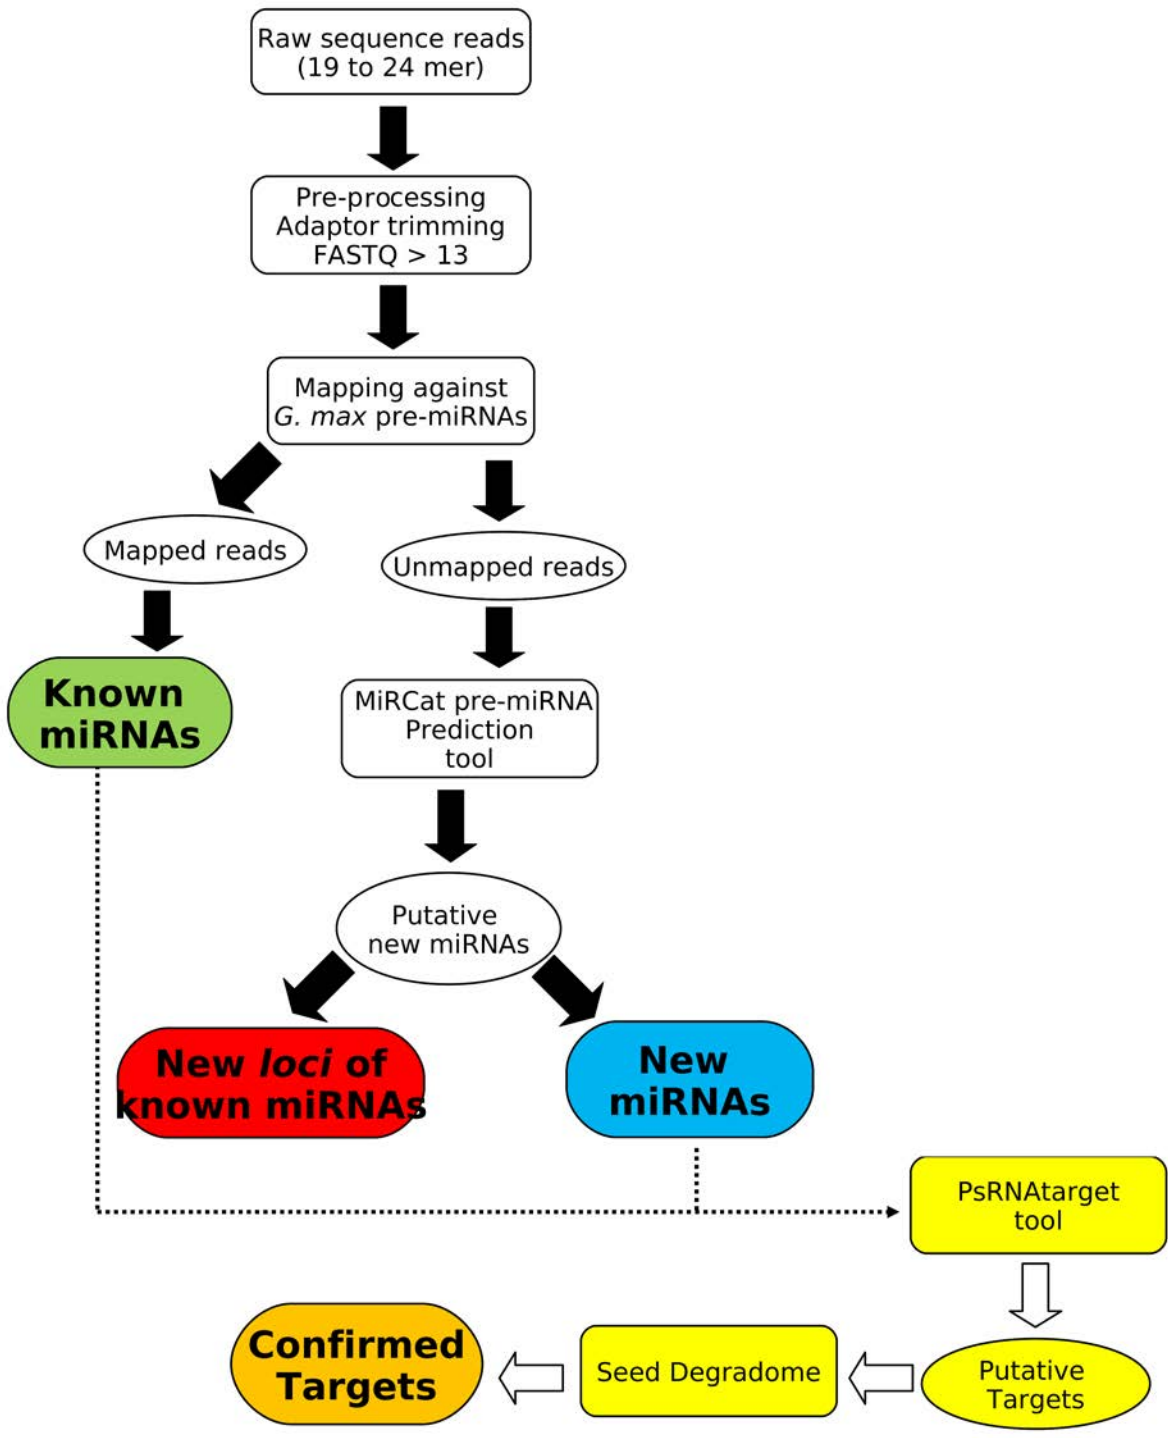 Raw sequence reads
(19 to 24 mer)
Pre-processing
Adaptor trimming
FASTQ > 13
Mapping against
G. max pre-miRNAs
Mapped reads
Unmapped reads
Known
miRNAs
MiRCat pre-miRNA
Prediction
tool
Putative
new miRNAs
New loci of
known miRNAs
New
miRNAs
PsRNAtarget
tool
Putative
Targets
Seed Degradome
Confirmed
Targets